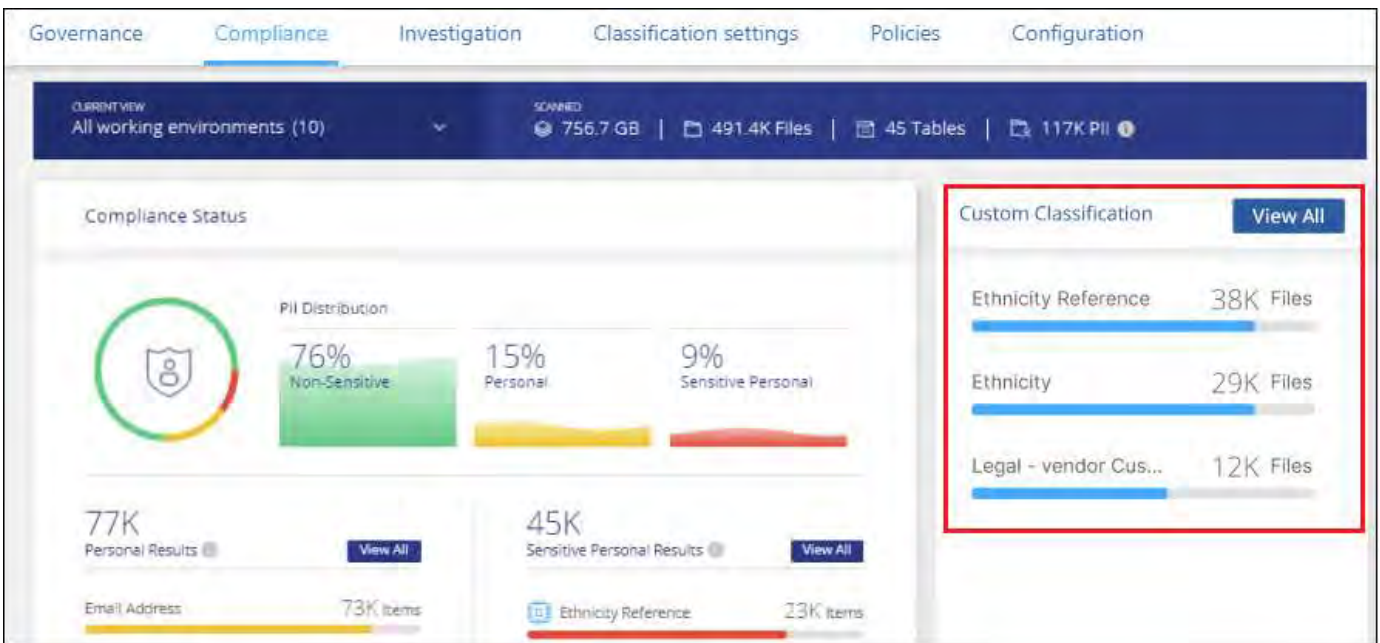 Governance Compliance Investigation Classification settings Policies Configuration
CURRENT VIEW
All working environments (10)
SCANNED
756.7 GB | 491.4K Files | 45 Tables | 117K PII
Compliance Status
PII Distribution
76%
Non-Sensitive
15%
Personal
9%
Sensitive Personal
77K
Personal Results
View All
Email Address 73K Items
45K
Sensitive Personal Results
View All
Ethnicity Reference 23K Items
Custom Classification View All
Ethnicity Reference 38K Files
Ethnicity 29K Files
Legal - vendor Cus... 12K Files